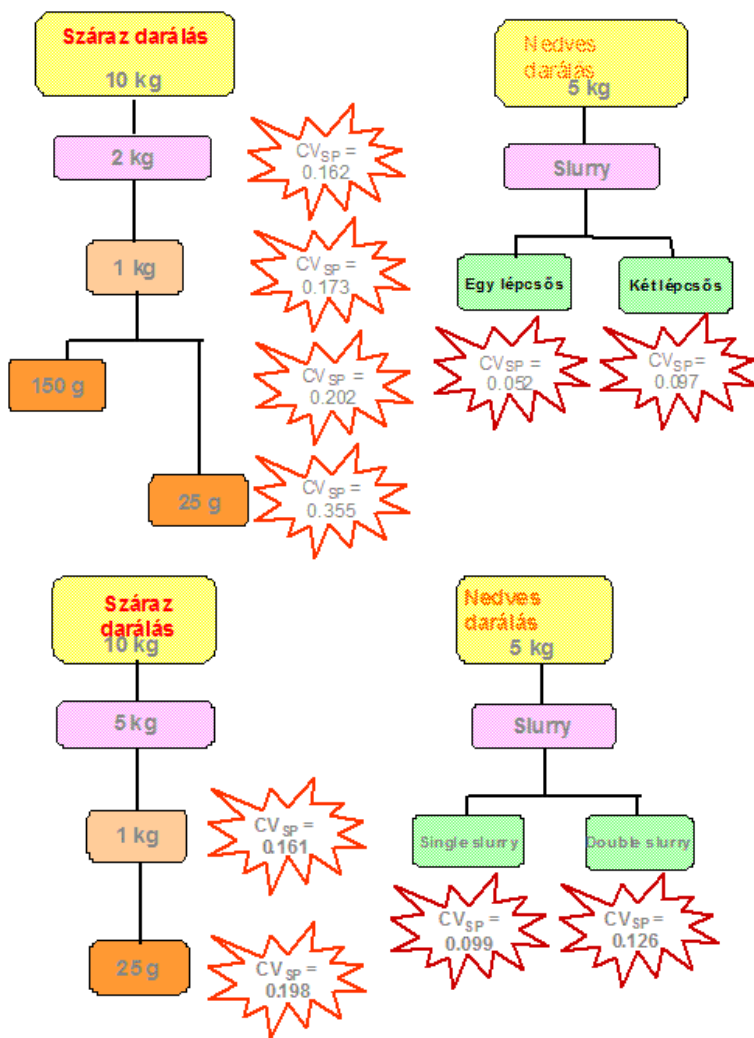 Száraz darálás
10 kg
2 kg
1 kg
150 g
25 g
CVSP =
0.162
CVSP =
0.173
CVSP =
0.202
CVSP =
0.355
Nedves
darálás
5 kg
Slurry
Egy lépcsős
Két lépcsős
CVSP =
0.052
CVSP =
0.097
Száraz
darálás
10 kg
5 kg
1 kg
25 g
CVSP =
0.161
CVSP =
0.198
Nedves
darálás
5 kg
Slurry
Single slurry
Double slurry
CVSP =
0.099
CVSP =
0.126